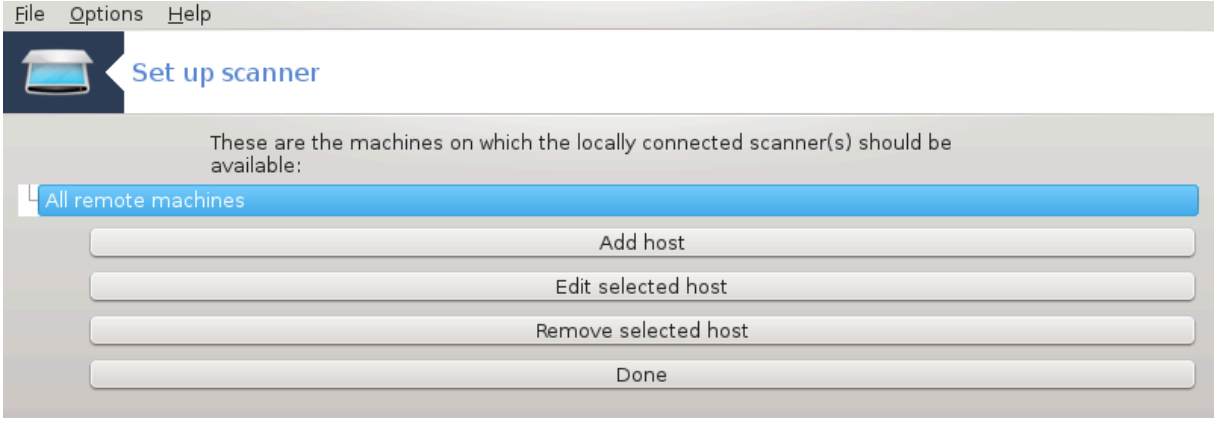 File Options Help
Set up scanner
These are the machines on which the locally connected scanner(s) should be
available:
All remote machines
Add host
Edit selected host
Remove selected host
Done